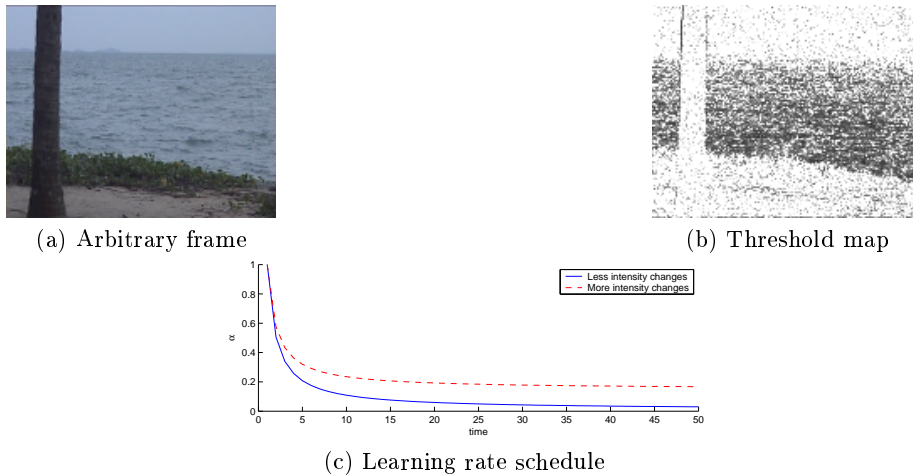 (a) Arbitrary frame
(b) Threshold map
1
0.8
0.6
0.4
0.2
0
α
0 5 10 15 20 25 30 35 40 45 50
time
Less intensity changes
More intensity changes
(c) Learning rate schedule